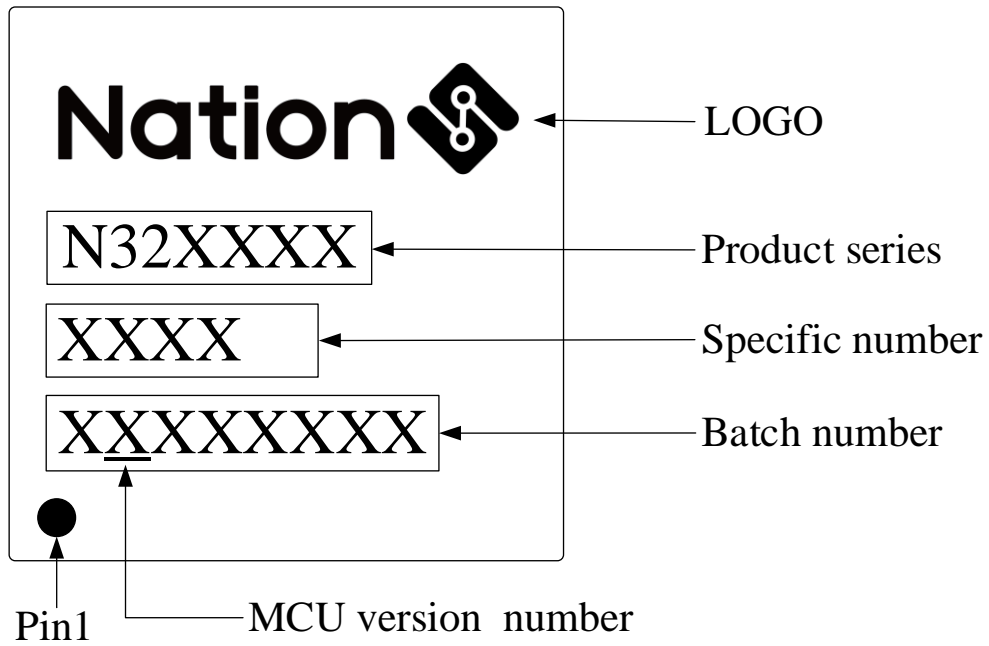 Nation
LOGO
N32XXXX
Product series
XXXX
Specific number
XXXXXXXX
Batch number
Pin1
MCU version number